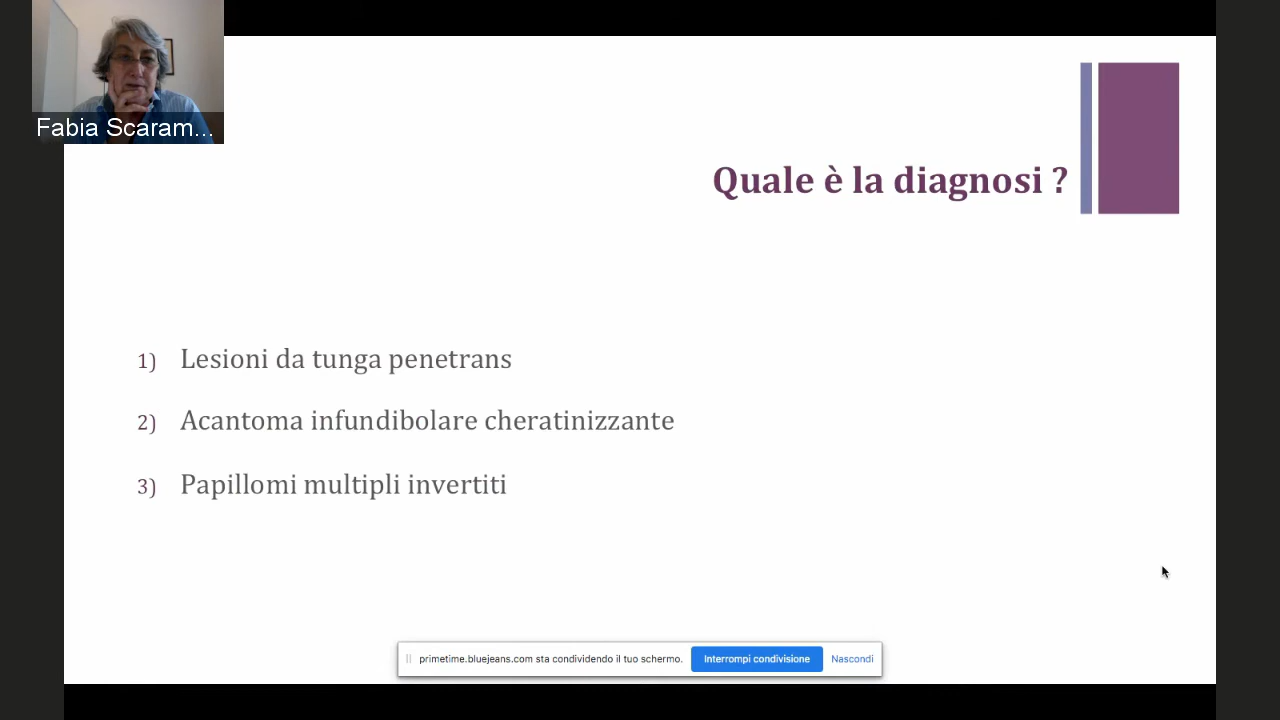 Fabia Scaram...
Quale è la diagnosi ?
1) Lesioni da tunga penetrans
2) Acantoma infundibolare cheratinizzante
3) Papillomi multipli invertiti
primetime.bluejeans.com sta condividendo il tuo schermo. Interrompi condivisione Nascondi